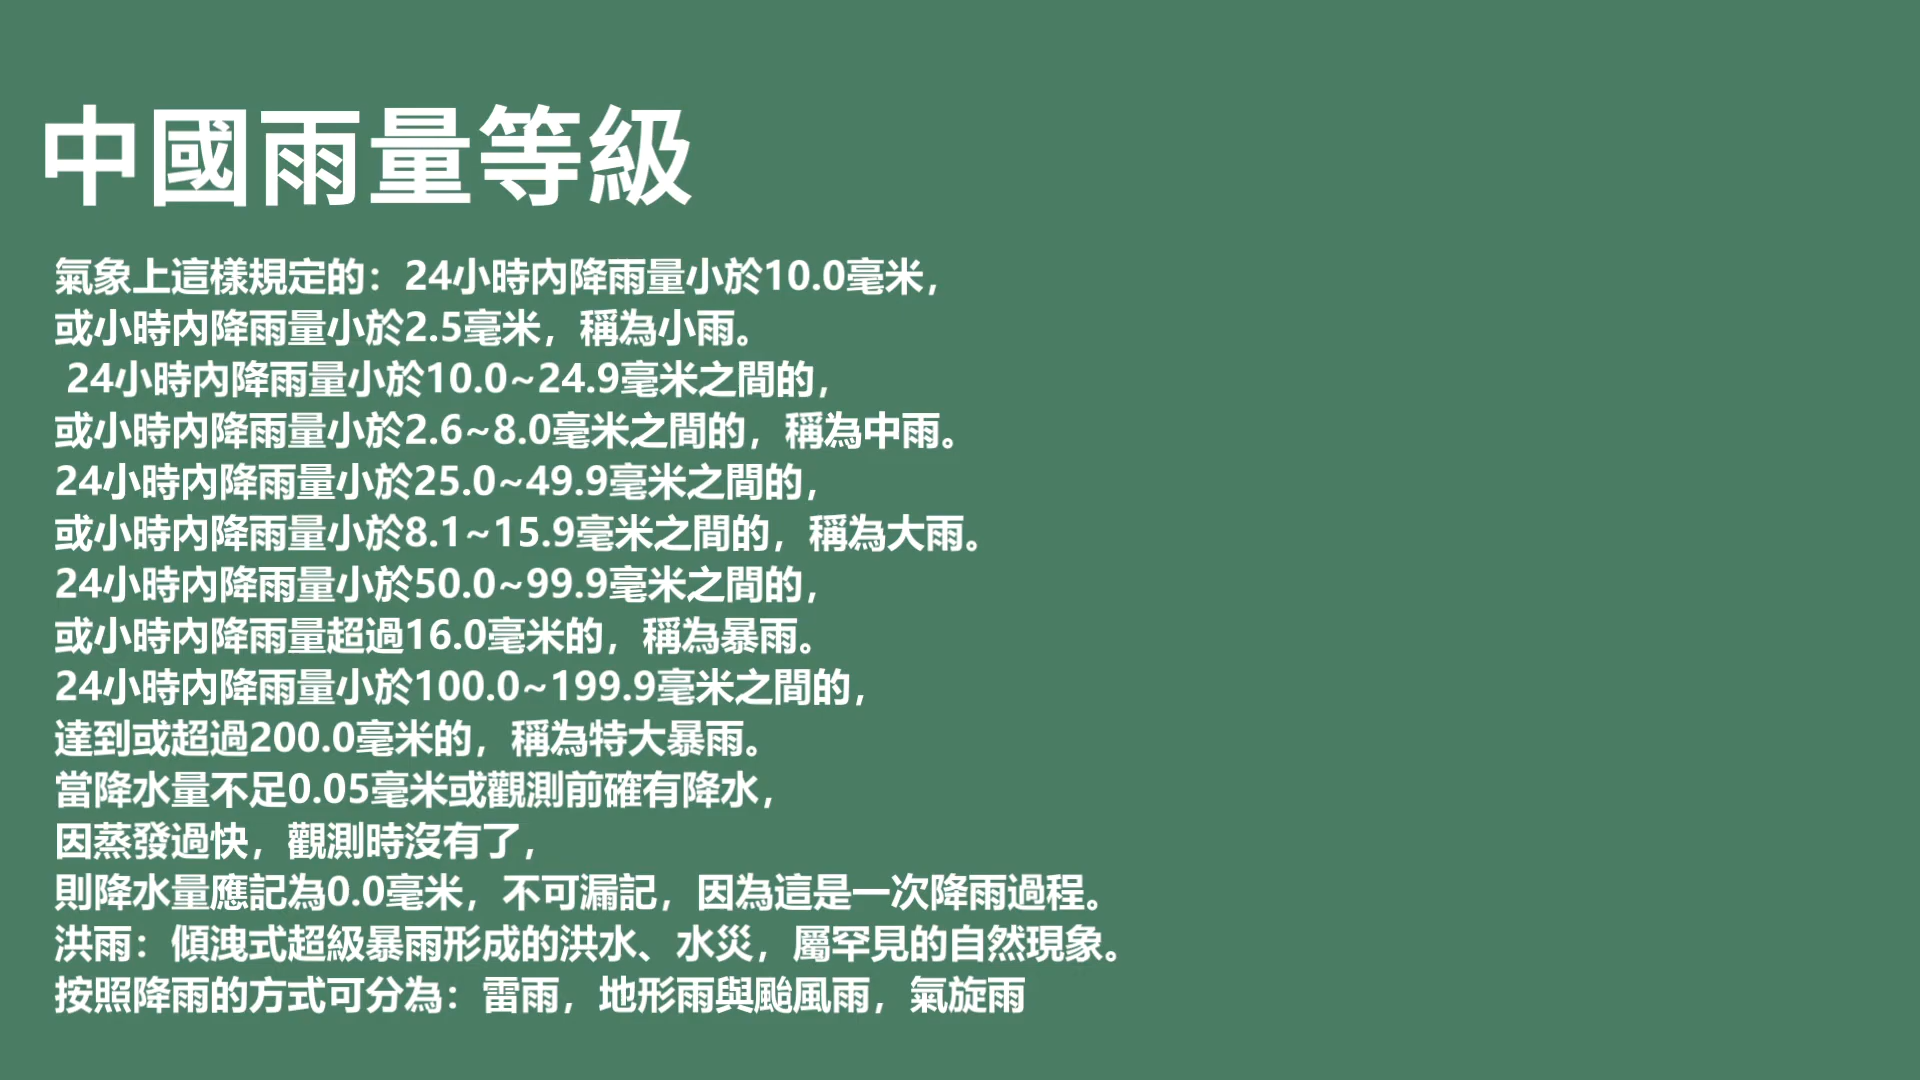 中國雨量等級
氣象上這樣規定的：24小時內降雨量小於10.0毫米，
或小時內降雨量小於2.5毫米，稱為小雨。
24小時內降雨量小於10.0~24.9毫米之間的，
或小時內降雨量小於2.6~8.0毫米之間的，稱為中雨。
24小時內降雨量小於25.0~49.9毫米之間的，
或小時內降雨量小於8.1~15.9毫米之間的，稱為大雨。
24小時內降雨量小於50.0~99.9毫米之間的，
或小時內降雨量超過16.0毫米的，稱為暴雨。
24小時內降雨量小於100.0~199.9毫米之間的，
達到或超過200.0毫米的，稱為特大暴雨。
當降水量不足0.05毫米或觀測前確有降水，
因蒸發過快，觀測時沒有了，
則降水量應記為0.0毫米，不可漏記，因為這是一次降雨過程。
洪雨：傾洩式超級暴雨形成的洪水、水災，屬罕見的自然現象。
按照降雨的方式可分為：雷雨，地形雨與颱風雨，氣旋雨